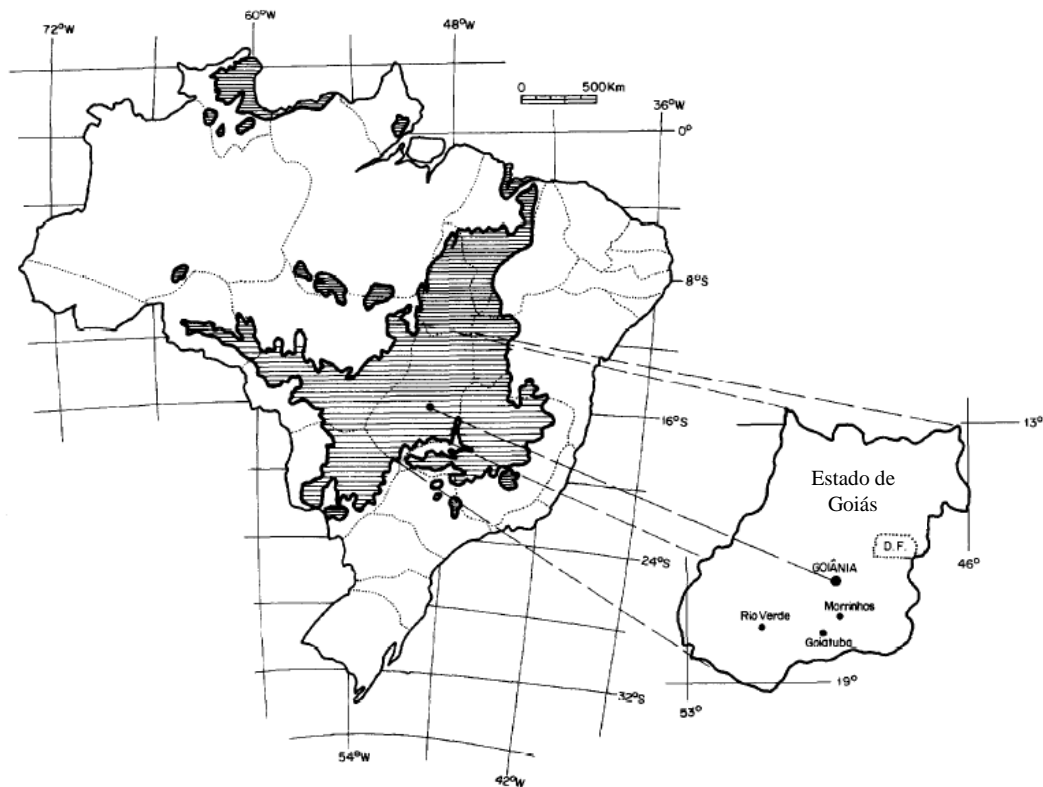 60°W
72°W
48°W
0 500Km
36°W
0°
8°S
16°S
13°
Estado de
Goiás
D.F.
46°
24°S
GOIÂNIA
Morrinhos
Rio Verde
Goiatuba
19°
32°S
53°
54°W
42°W